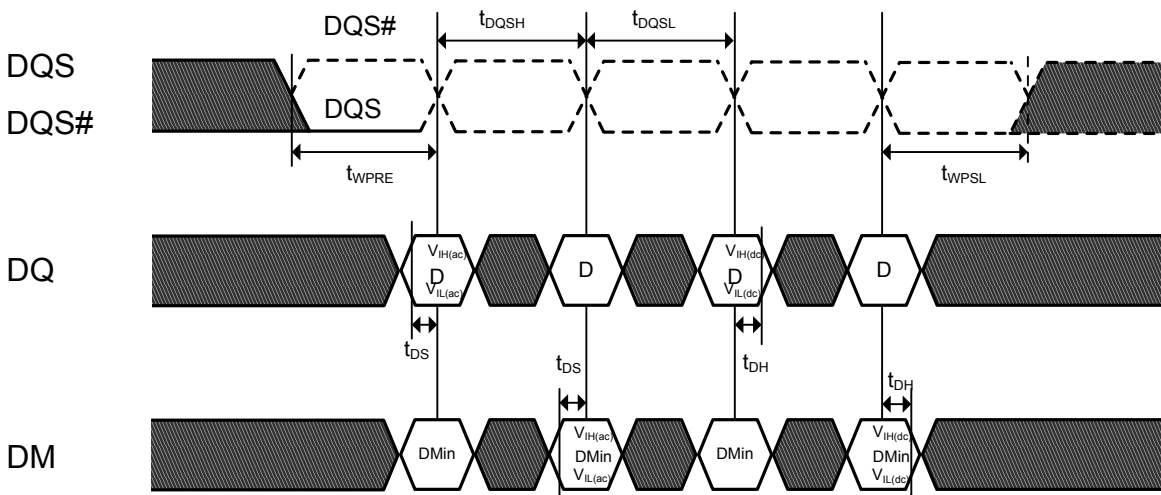 DQS#
tDQSH
tDQSL
DQS
DQS#
DQS
tWPRE
tWPSL
DQ
VIH(ac)
D
VIL(ac)
D
VIH(dc)
D
VIL(dc)
D
tDS
tDS
tDH
tDH
DM
DMin
VIH(ac)
DMin
VIL(ac)
DMin
VIH(dc)
DMin
VIL(dc)